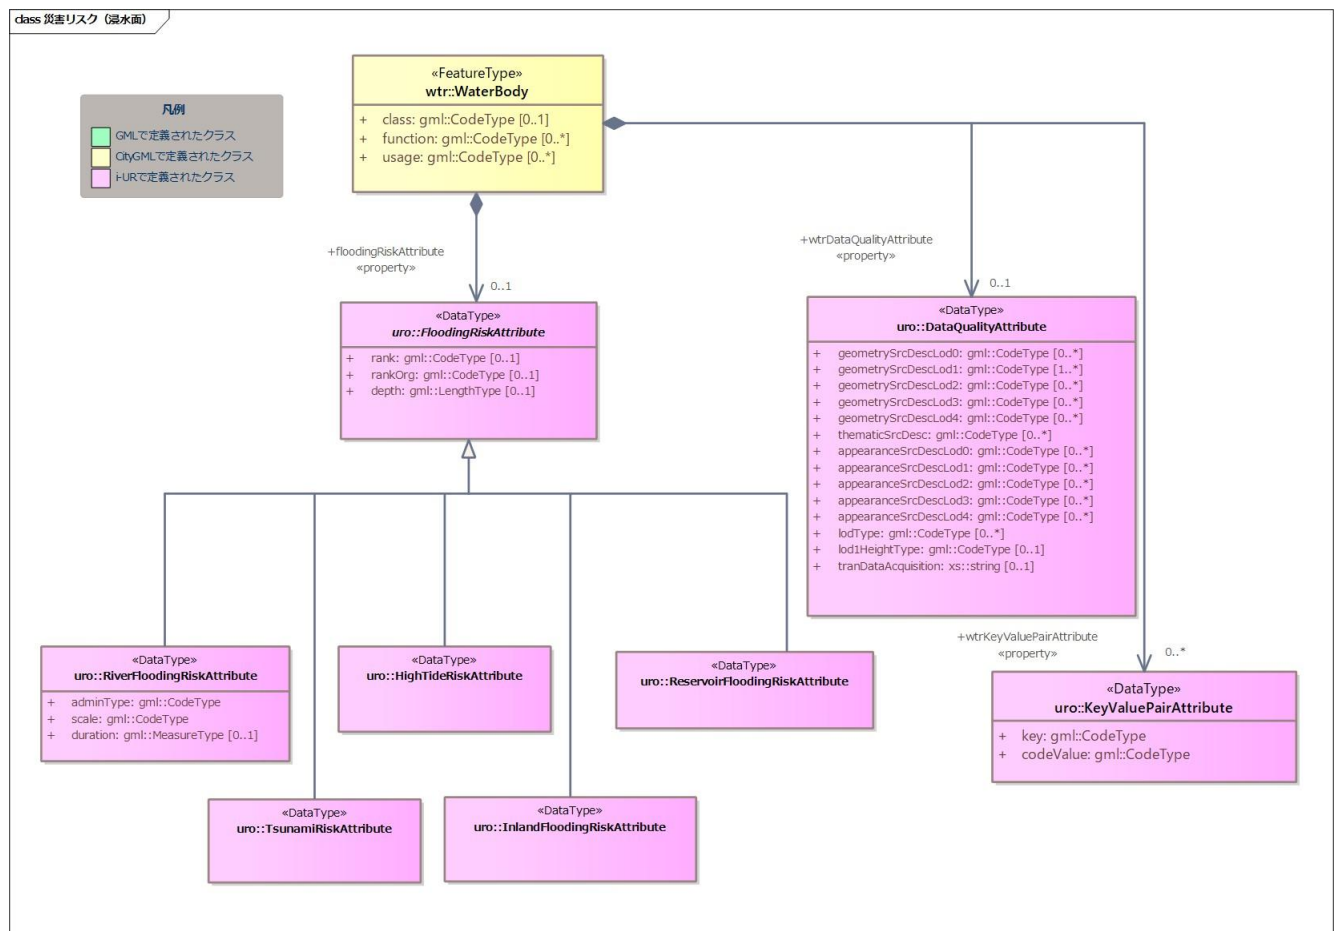 class 災害リスク（浸水面）
凡例
GMLで定義されたクラス
CityGMLで定義されたクラス
i-URで定義されたクラス
«FeatureType»
wtr::WaterBody
+ class: gml::CodeType [0..1]
+ function: gml::CodeType [0..*]
+ usage: gml::CodeType [0..*]
+floodingRiskAttribute
«property»
0..1
+wtrDataQualityAttribute
«property»
0..1
«DataType»
uro::FloodingRiskAttribute
+ rank: gml::CodeType [0..1]
+ rankOrg: gml::CodeType [0..1]
+ depth: gml::LengthType [0..1]
«DataType»
uro::DataQualityAttribute
+ geometrySrcDescLod0: gml::CodeType [0..*]
+ geometrySrcDescLod1: gml::CodeType [1..*]
+ geometrySrcDescLod2: gml::CodeType [0..*]
+ geometrySrcDescLod3: gml::CodeType [0..*]
+ geometrySrcDescLod4: gml::CodeType [0..*]
+ thematicSrcDesc: gml::CodeType [0..*]
+ appearanceSrcDescLod0: gml::CodeType [0..*]
+ appearanceSrcDescLod1: gml::CodeType [0..*]
+ appearanceSrcDescLod2: gml::CodeType [0..*]
+ appearanceSrcDescLod3: gml::CodeType [0..*]
+ appearanceSrcDescLod4: gml::CodeType [0..*]
+ lodType: gml::CodeType [0..*]
+ lod1HeightType: gml::CodeType [0..1]
+ tranDataAcquisition: xs::string [0..1]
+wtrKeyValuePairAttribute
«property»
0..*
«DataType»
uro::RiverFloodingRiskAttribute
+ adminType: gml::CodeType
+ scale: gml::CodeType
+ duration: gml::MeasureType [0..1]
«DataType»
uro::HighTideRiskAttribute
«DataType»
uro::ReservoirFloodingRiskAttribute
«DataType»
uro::KeyValuePairAttribute
+ key: gml::CodeType
+ codeValue: gml::CodeType
«DataType»
uro::TsunamiRiskAttribute
«DataType»
uro::InlandFloodingRiskAttribute